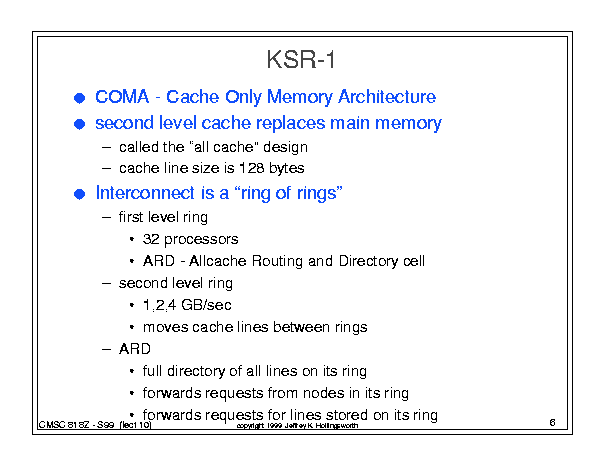 KSR-1
● COMA - Cache Only Memory Architecture
● second level cache replaces main memory
– called the "all cache" design
– cache line size is 128 bytes
● Interconnect is a “ring of rings”
– first level ring
• 32 processors
• ARD - Allcache Routing and Directory cell
– second level ring
• 1,2,4 GB/sec
• moves cache lines between rings
– ARD
• full directory of all lines on its ring
• forwards requests from nodes in its ring
• forwards requests for lines stored on its ring
CMSC 818Z - S99 (lect 10) copyright 1999 Jeffrey K. Hollingsworth 6